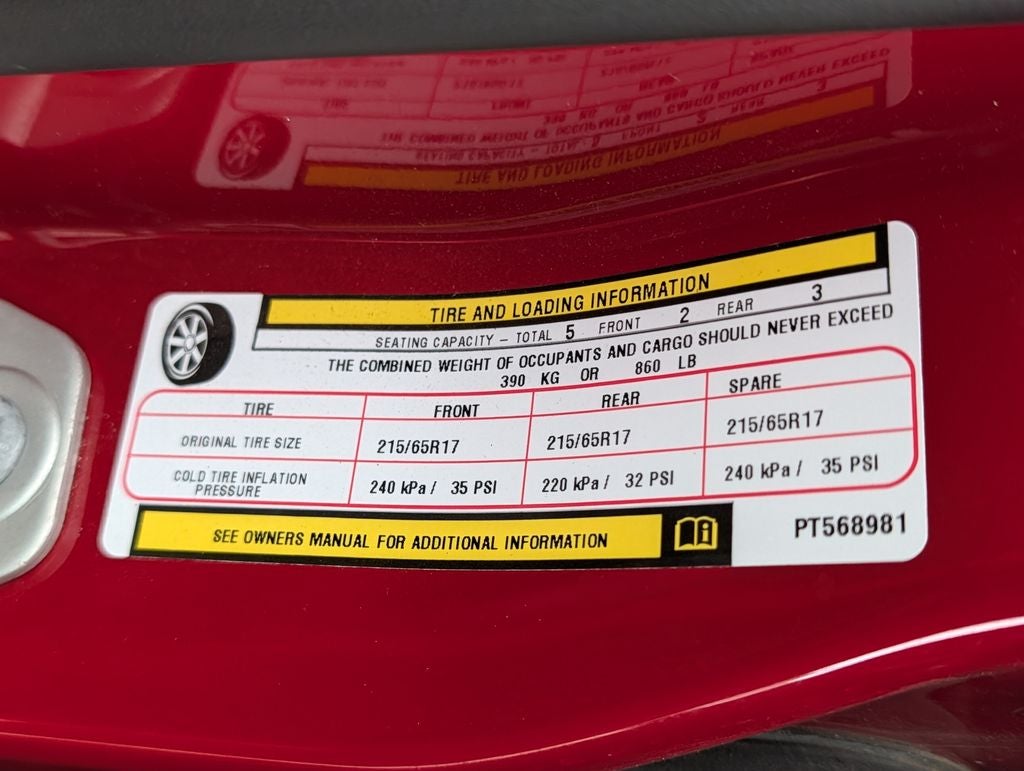 TIRE AND LOADING INFORMATION
SEATING CAPACITY – TOTAL 5 FRONT 2 REAR 3
THE COMBINED WEIGHT OF OCCUPANTS AND CARGO SHOULD NEVER EXCEED
390 KG OR 860 LB
TIRE FRONT REAR SPARE
ORIGINAL TIRE SIZE 215/65R17 215/65R17 215/65R17
COLD TIRE INFLATION PRESSURE 240 kPa / 35 PSI 220 kPa / 32 PSI 240 kPa / 35 PSI
SEE OWNERS MANUAL FOR ADDITIONAL INFORMATION
PT568981